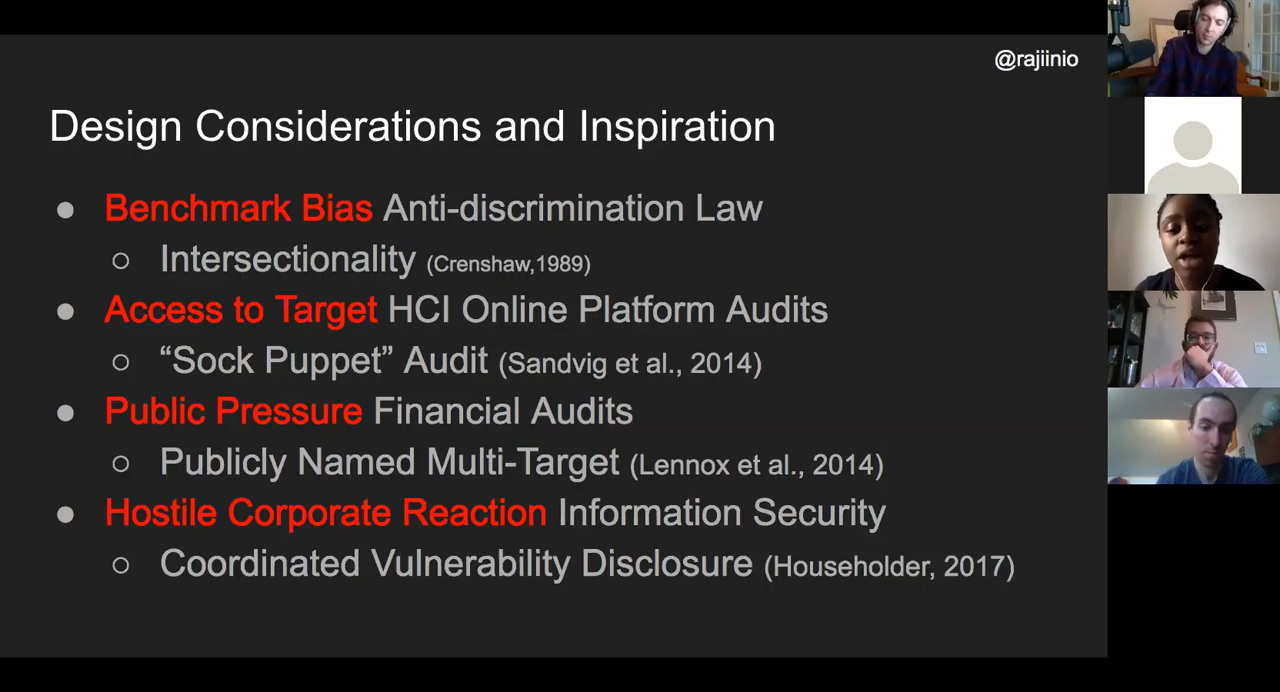 @rajiinio
Design Considerations and Inspiration
Benchmark Bias Anti-discrimination Law
Intersectionality (Crenshaw,1989)
Access to Target HCI Online Platform Audits
“Sock Puppet” Audit (Sandvig et al., 2014)
Public Pressure Financial Audits
Publicly Named Multi-Target (Lennox et al., 2014)
Hostile Corporate Reaction Information Security
Coordinated Vulnerability Disclosure (Householder, 2017)